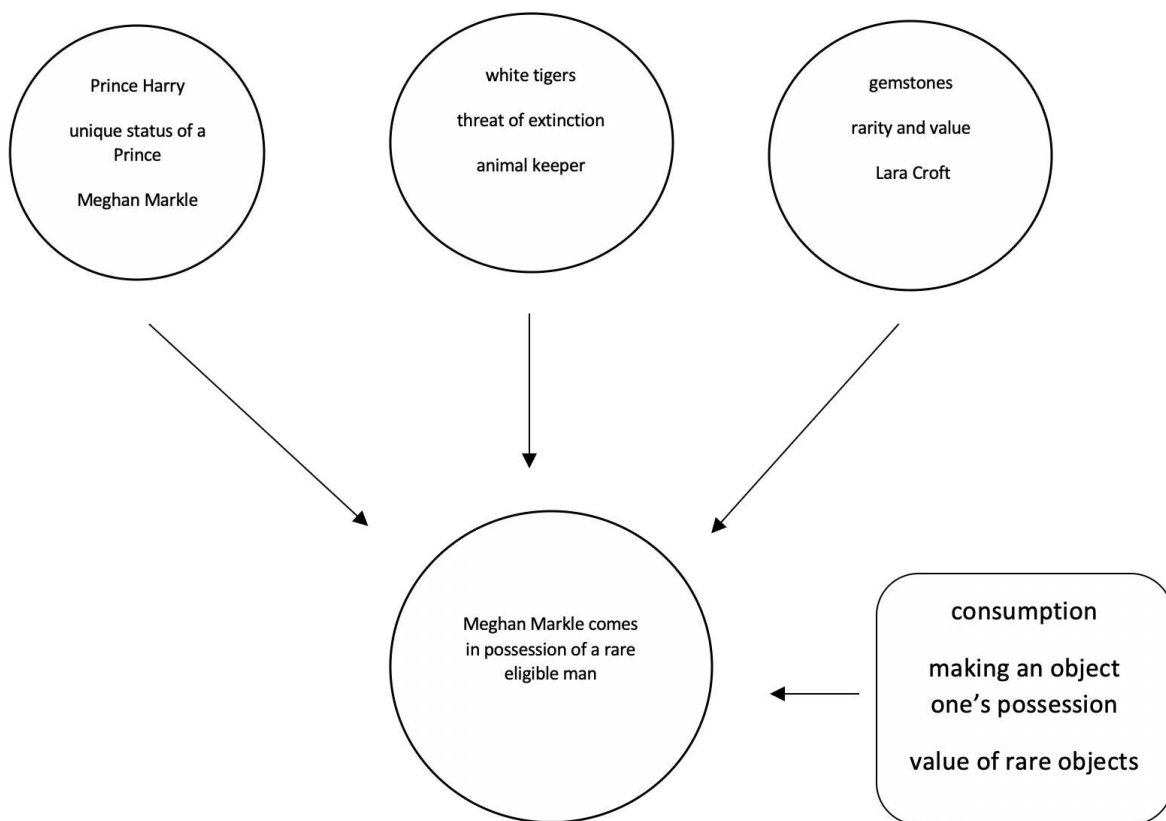 Prince Harry
unique status of a
Prince
Meghan Markle
white tigers
threat of extinction
animal keeper
gemstones
rarity and value
Lara Croft
Meghan Markle comes
in possession of a rare
eligible man
consumption
making an object
one’s possession
value of rare objects